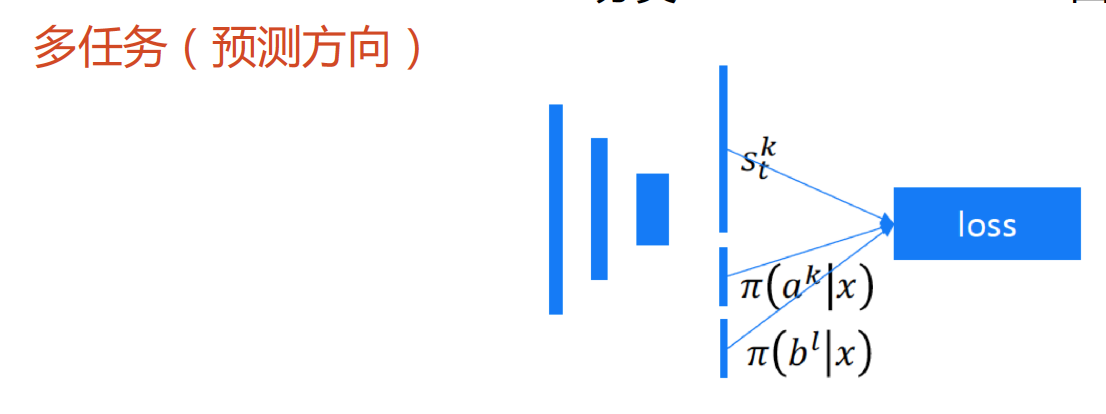 多任务（预测方向）
s_t^k
loss
π(a^k|x)
π(b^l|x)